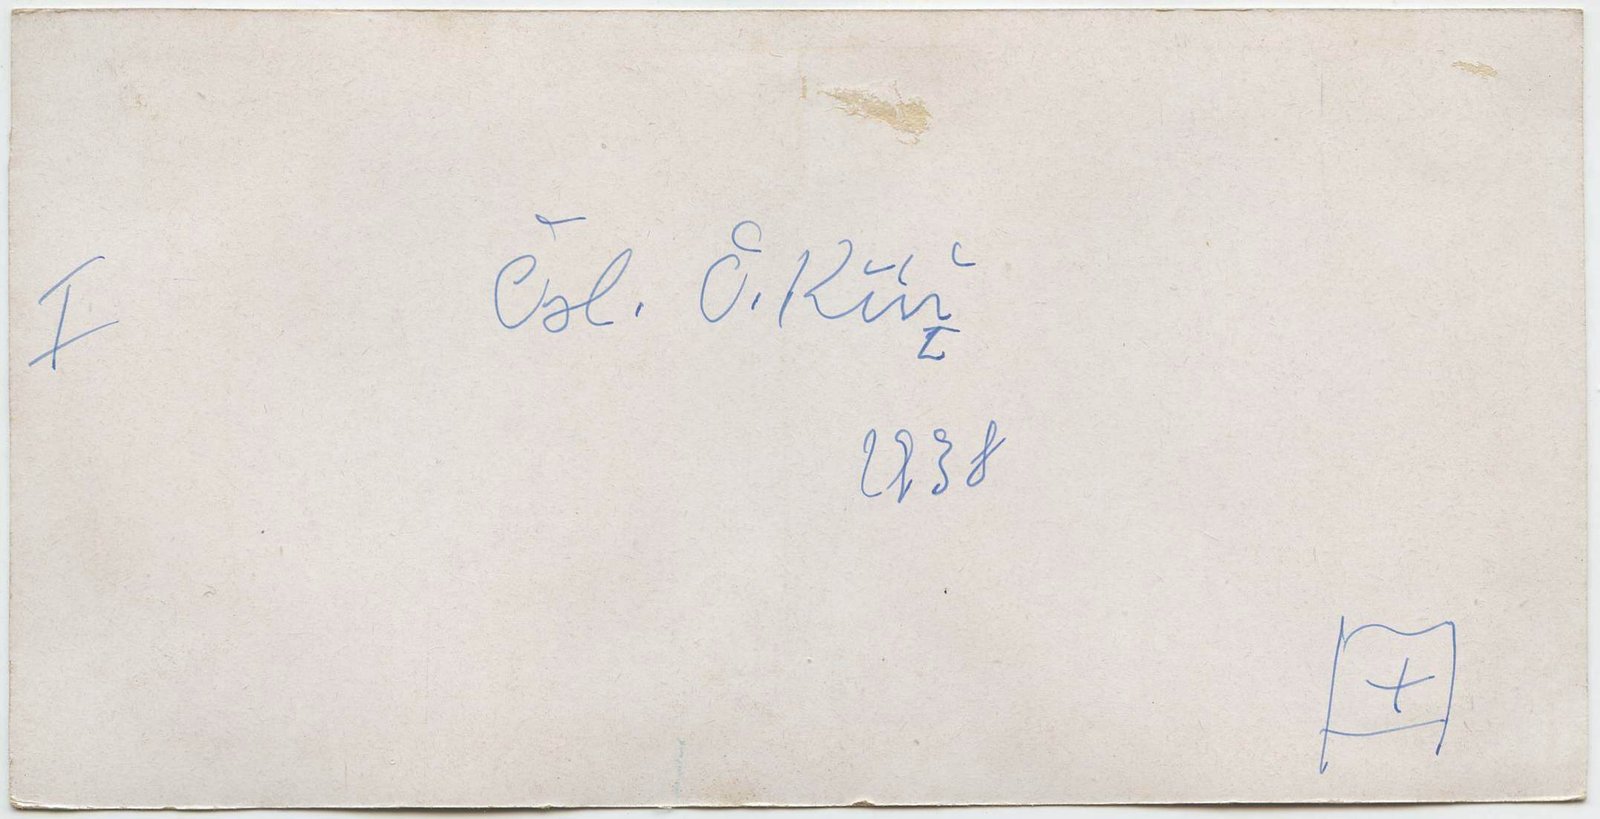 I
Čsl. Č. Kříž
I
1938